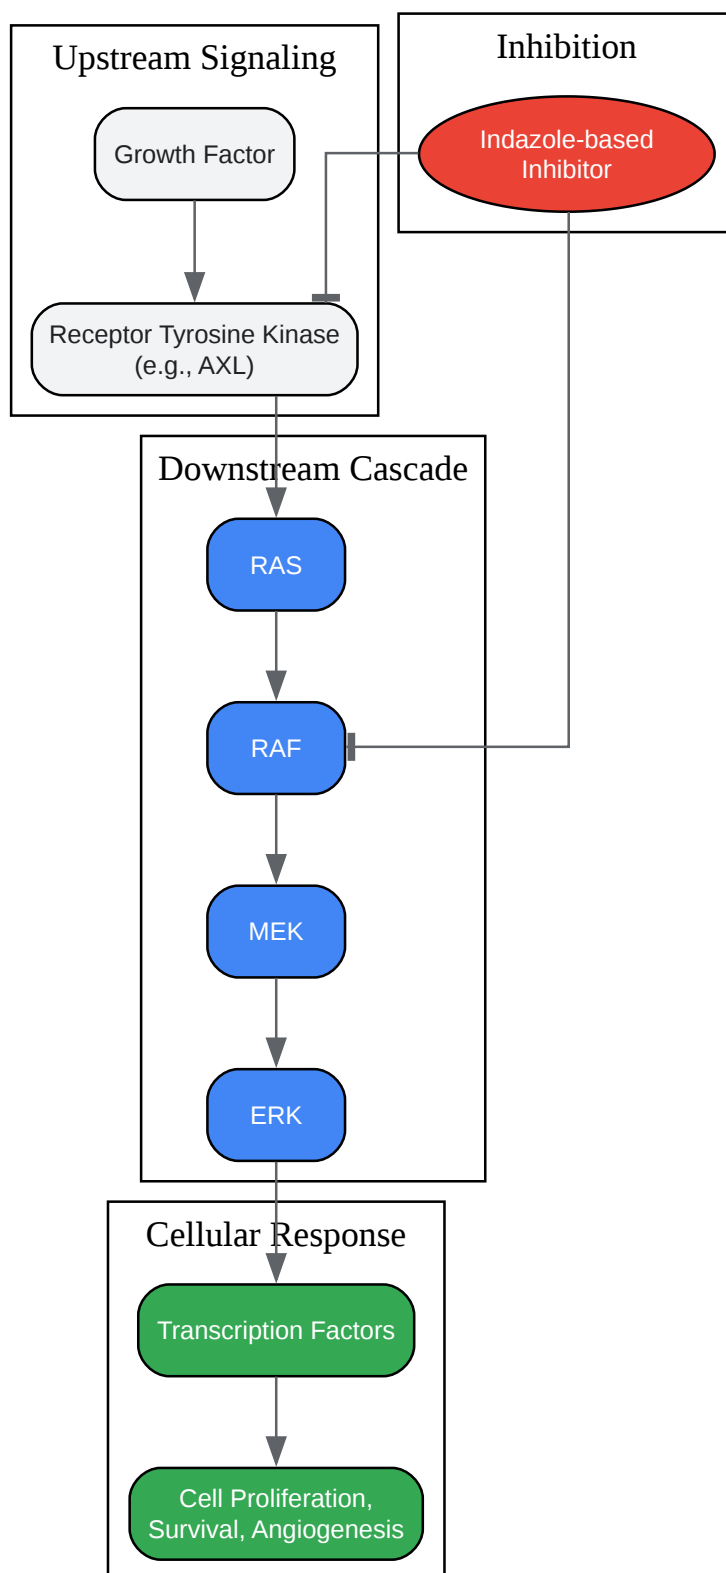 Upstream Signaling
Growth Factor
Receptor Tyrosine Kinase
(e.g., AXL)
Inhibition
Indazole-based
Inhibitor
Downstream Cascade
RAS
RAF
MEK
ERK
Cellular Response
Transcription Factors
Cell Proliferation,
Survival, Angiogenesis